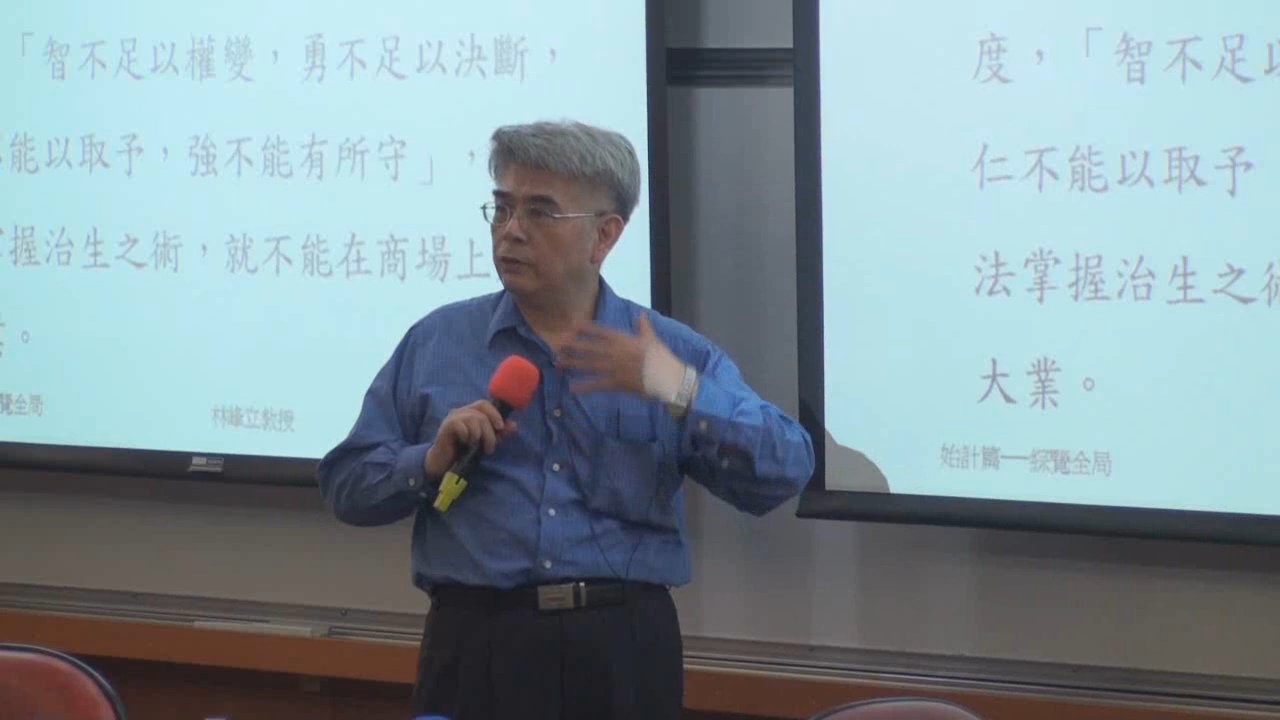 「智不足以權變，勇不足以決斷，
能以取予，強不能有所守」，
握治生之術，就不能在商場上
。
覽全局
林峰立教授
度，「智不足以
仁不能以取予
法掌握治生之術
大業。
始計篇──綜覽全局